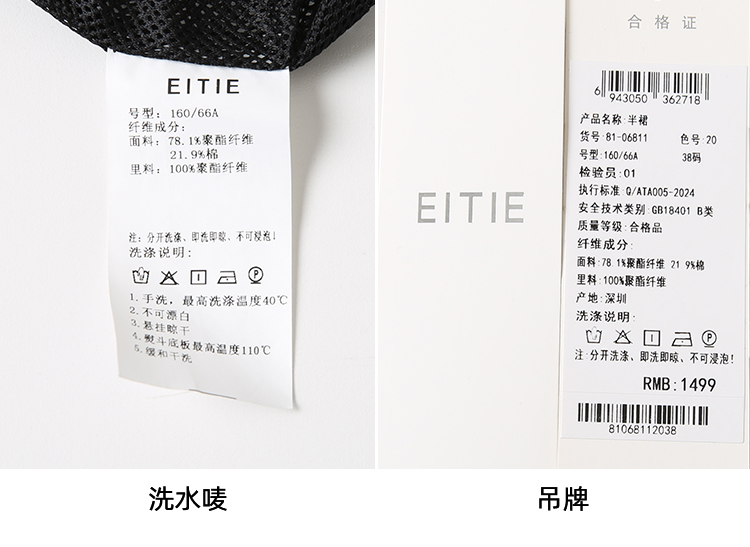 EITIE
号型: 160/66A
纤维成分:
面料: 78.1%聚酯纤维
21.9%棉
里料: 100%聚酯纤维
注: 分开洗涤、即洗即晾、不可浸泡!
洗涤说明:
1.手洗, 最高洗涤温度40℃
2.不可漂白
3.悬挂晾干
4.熨斗底板最高温度110℃
5.缓和干洗
洗水唛
EITIE
合格证
6 943050 362718
产品名称:半裙
货号:81-06811 色号:20
号型:160/66A 38码
检验员:01
执行标准:Q/ATA005-2024
安全技术类别:GB18401 B类
质量等级:合格品
纤维成分:
面料:78.1%聚酯纤维 21.9%棉
里料:100%聚酯纤维
产地:深圳
洗涤说明:
注:分开洗涤、即洗即晾、不可浸泡!
RMB:1499
81068112038
吊牌